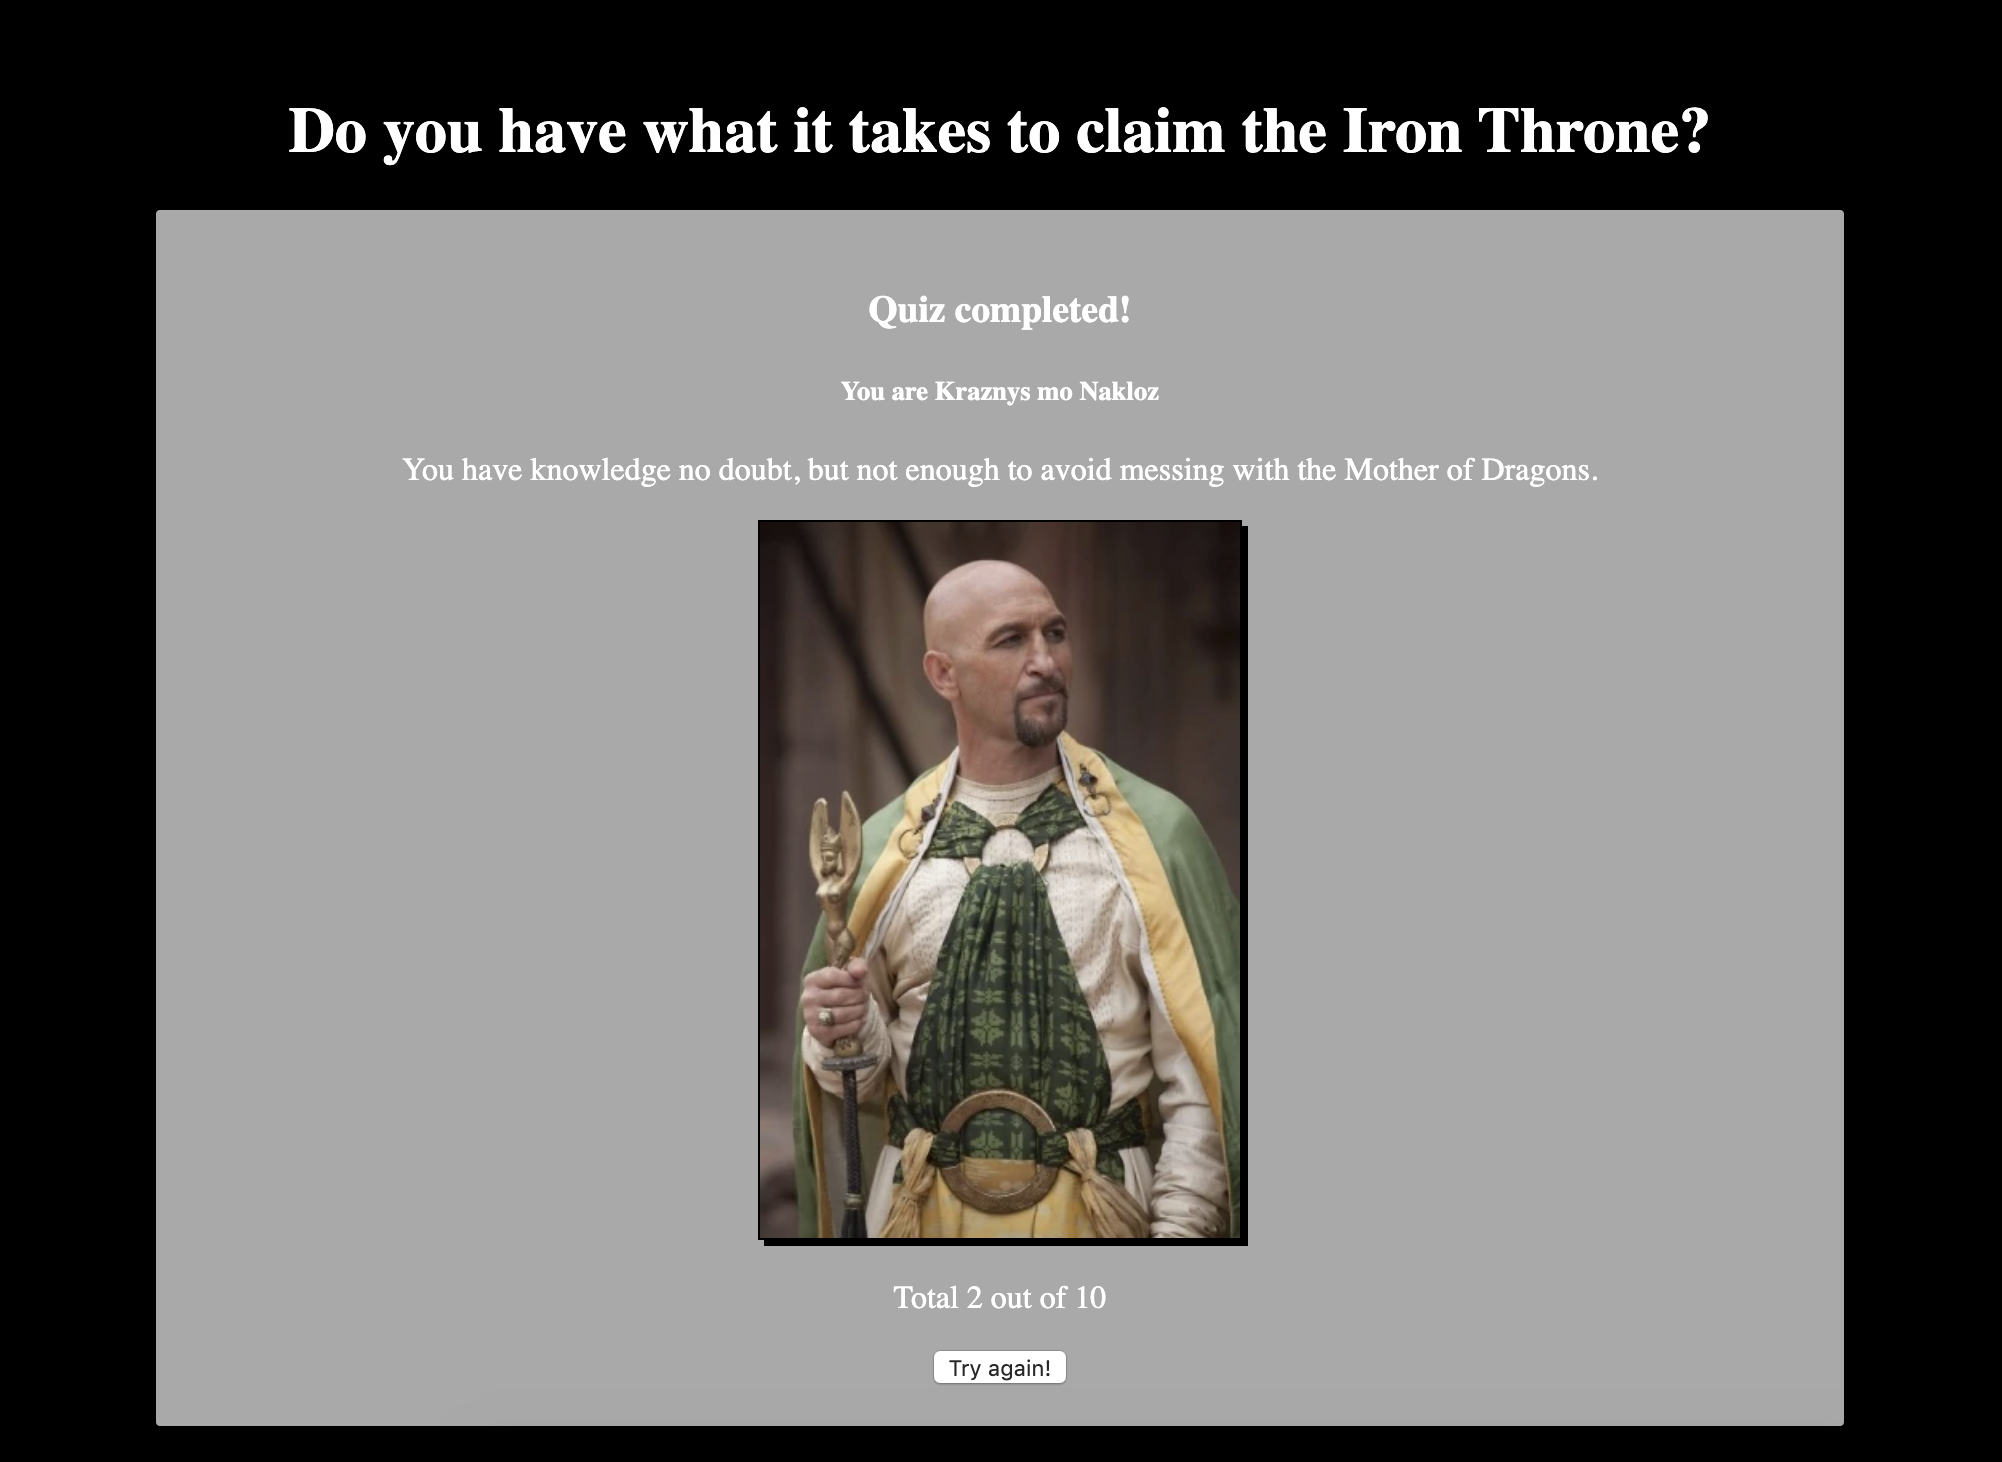 Do you have what it takes to claim the Iron Throne?
Quiz completed!
You are Kraznys mo Nakloz
You have knowledge no doubt, but not enough to avoid messing with the Mother of Dragons.
Total 2 out of 10
Try again!